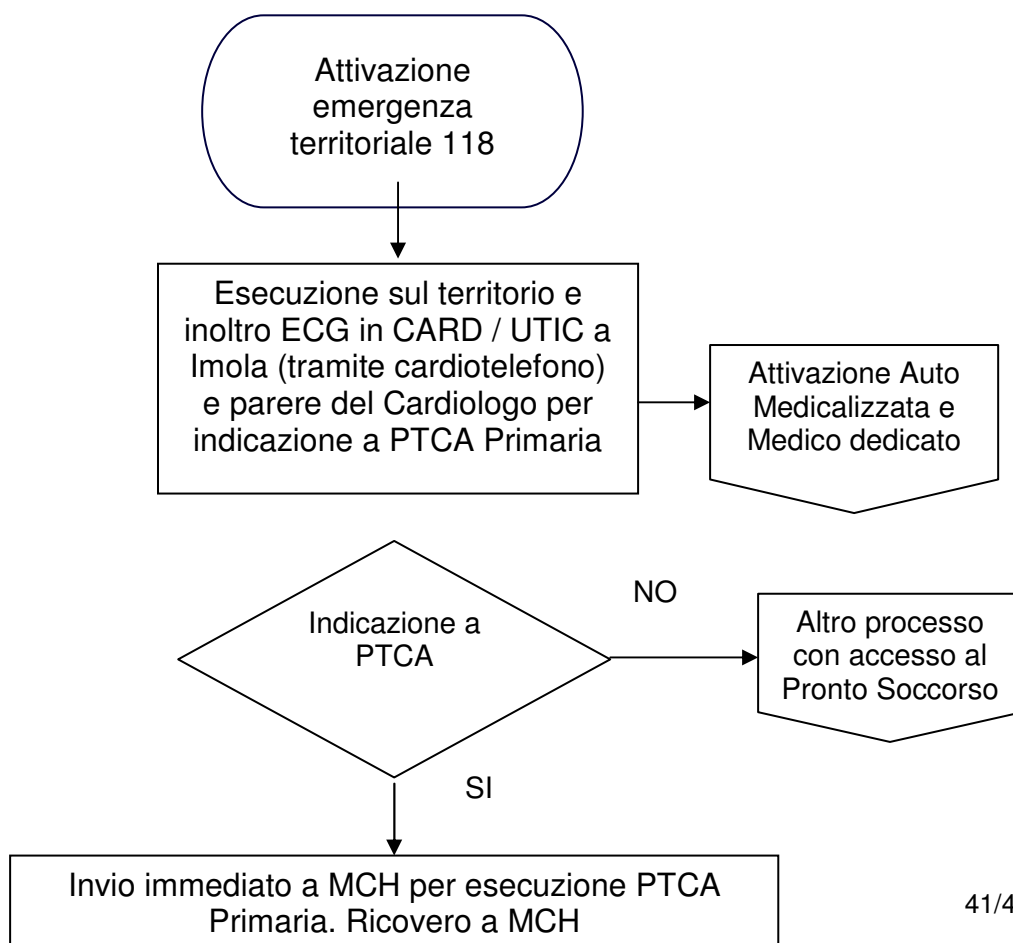 Attivazione
emergenza
territoriale 118
Esecuzione sul territorio e
inoltro ECG in CARD / UTIC a
Imola (tramite cardiotelefono)
e parere del Cardiologo per
indicazione a PTCA Primaria
Attivazione Auto
Medicalizzata e
Medico dedicato
Indicazione a
PTCA
NO
Altro processo
con accesso al
Pronto Soccorso
SI
Invio immediato a MCH per esecuzione PTCA
Primaria. Ricovero a MCH
41/4